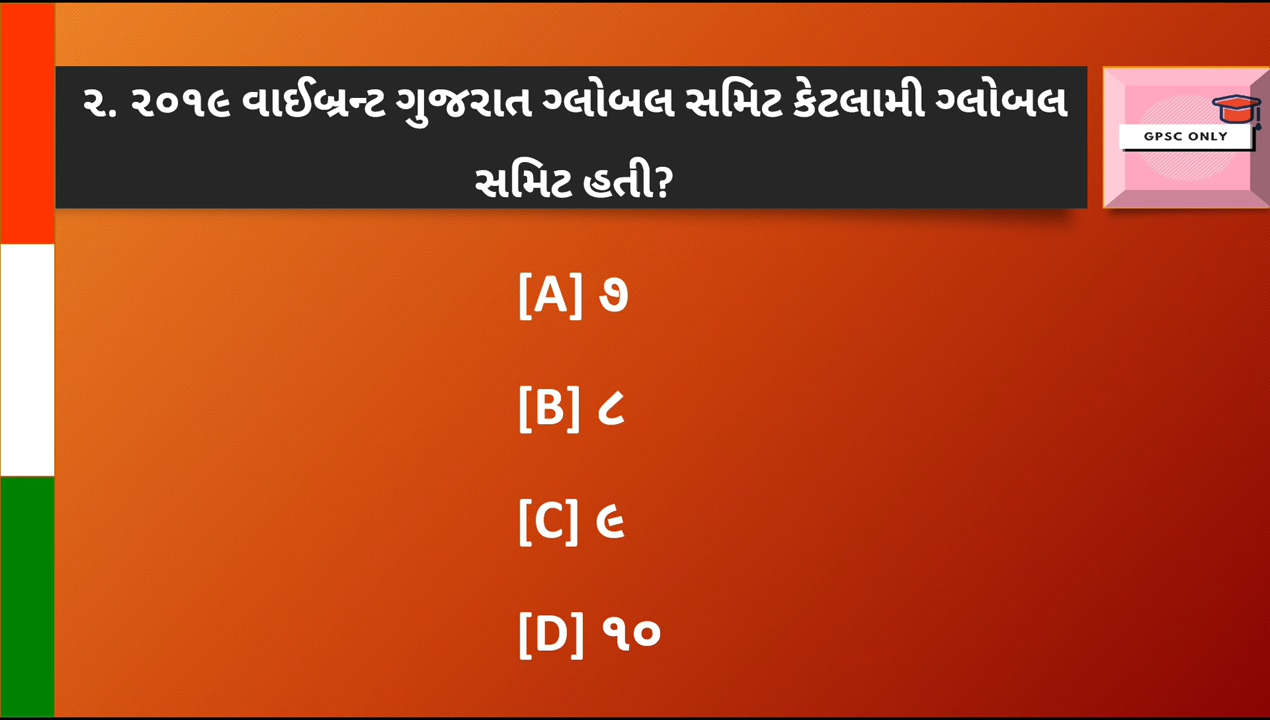 ૨. ૨૦૧૯ વાઈબ્રન્ટ ગુજરાત ગ્લોબલ સમિટ કેટલામી ગ્લોબલ
સમિટ હતી?
GPSC ONLY
[A] ૭
[B] ૮
[C] ૯
[D] ૧૦